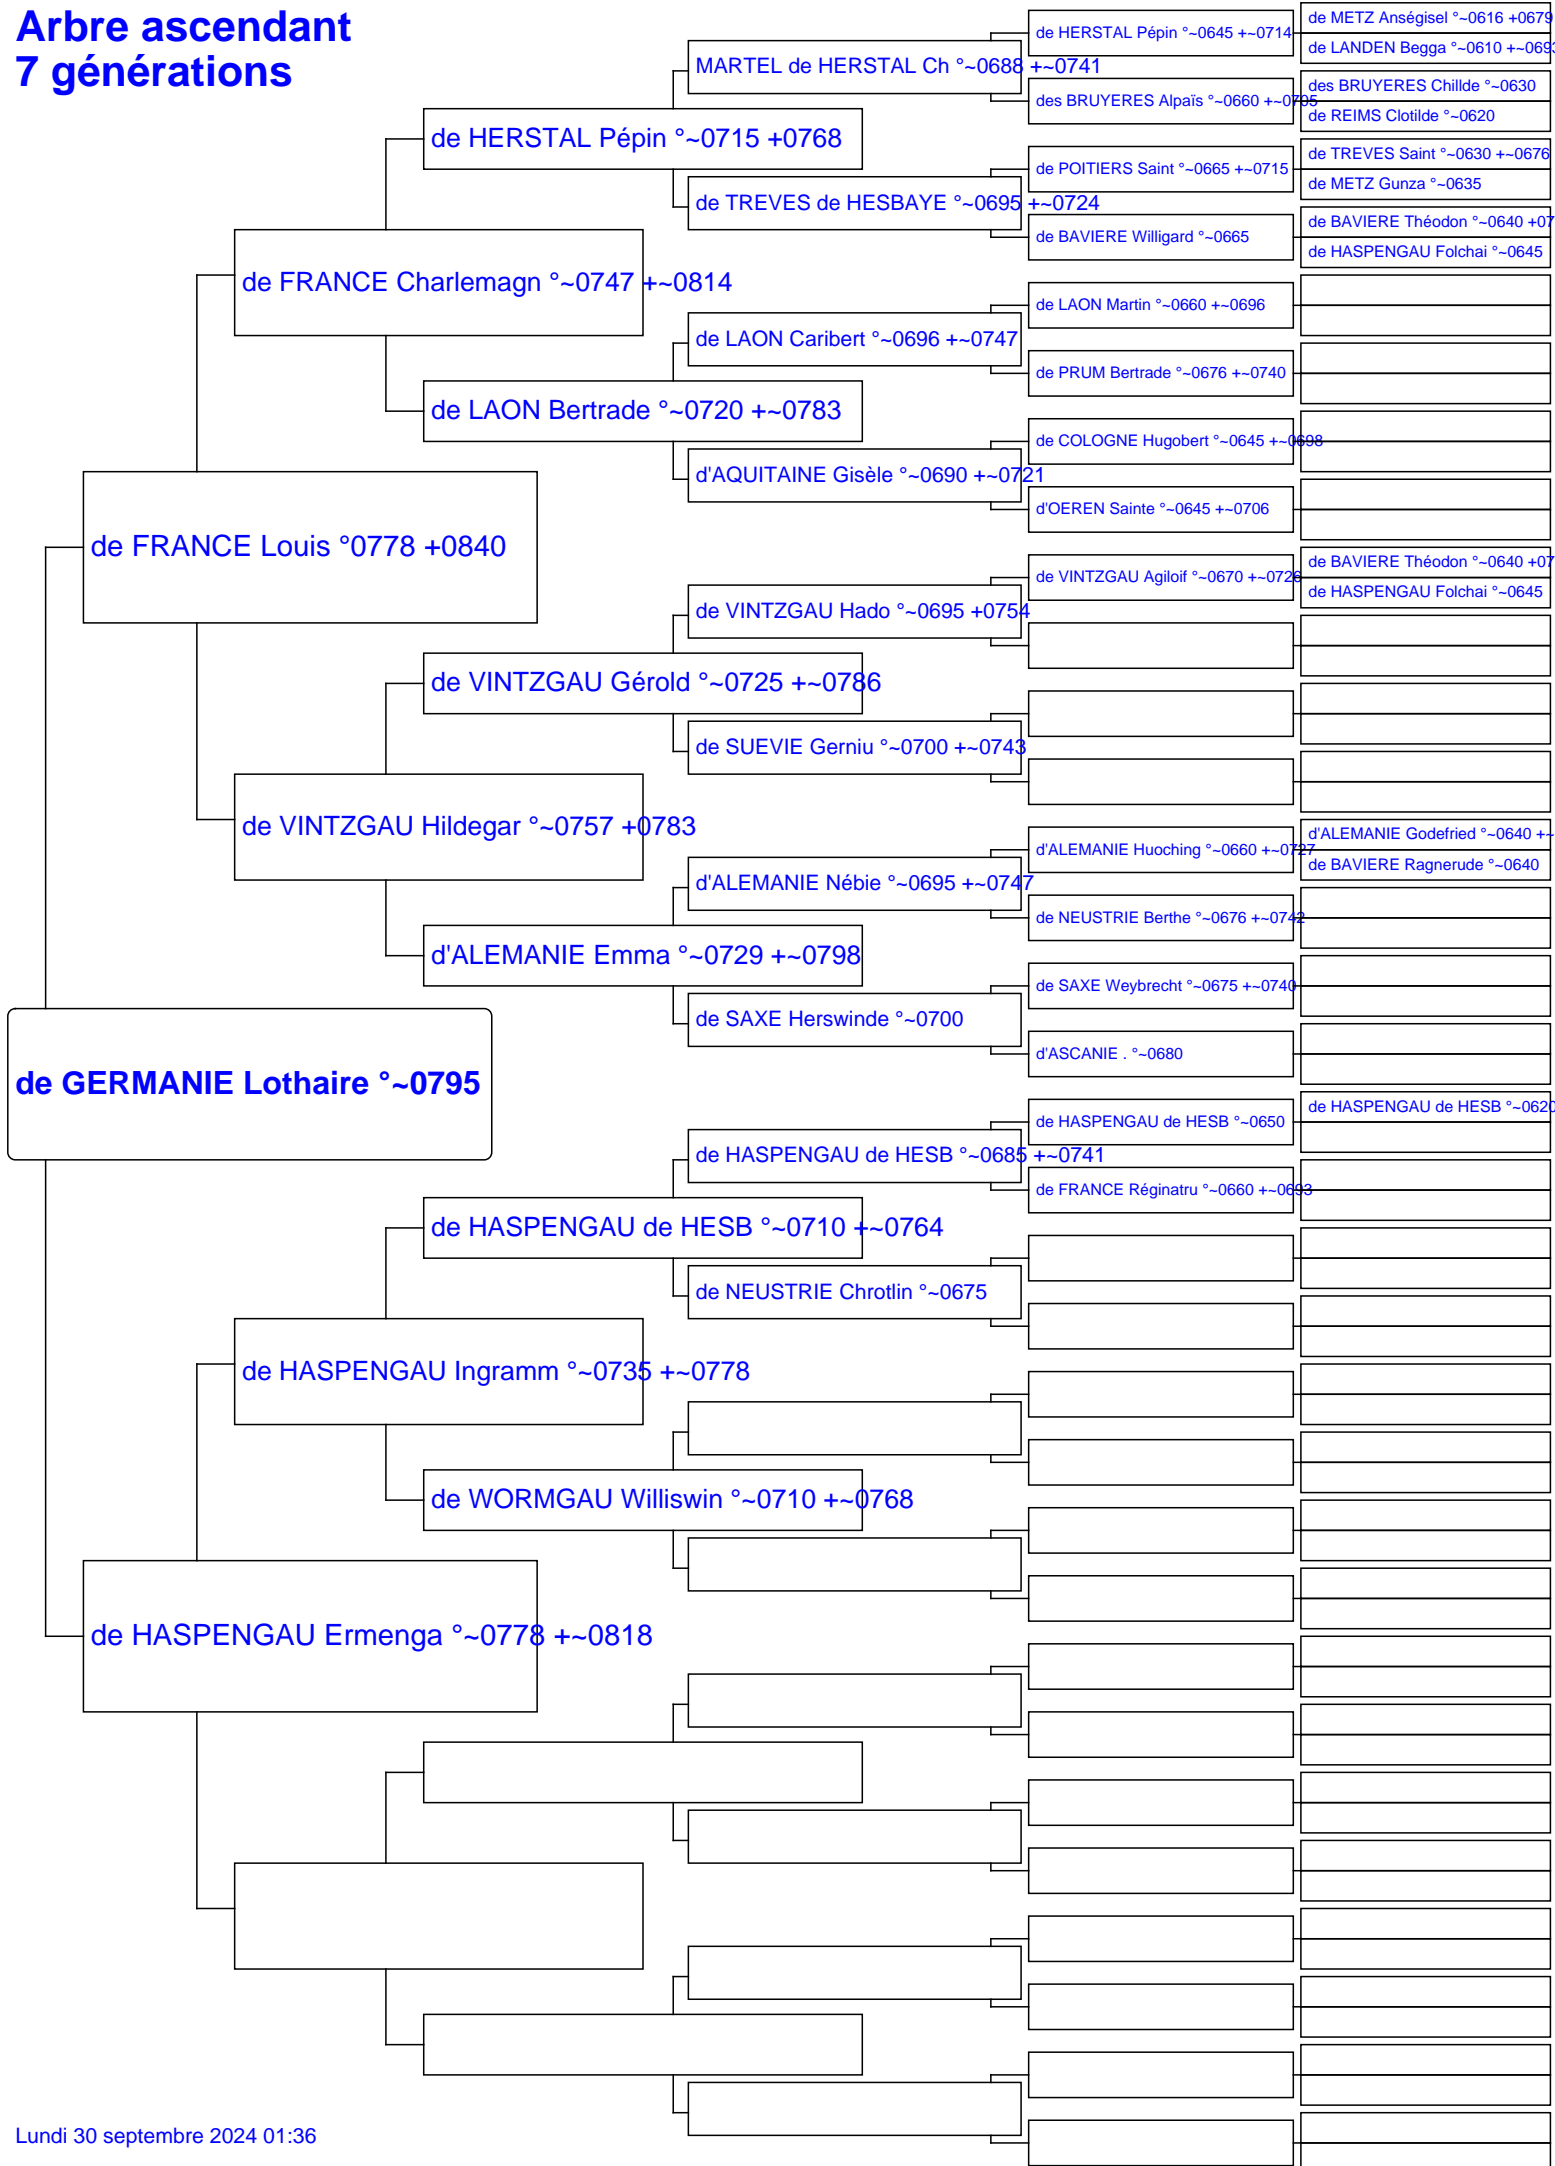 Arbre ascendant
7 générations
de METZ Anségisel °~0616 +0679
de HERSTAL Pépin °~0645 +~0714
de LANDEN Begga °~0610 +~0693
MARTEL de HERSTAL Ch °~0688 +~0741
des BRUYERES Chillde °~0630
des BRUYERES Alpaïs °~0660 +~0705
de REIMS Clotilde °~0620
de HERSTAL Pépin °~0715 +0768
de TREVES Saint °~0630 +~0676
de POITIERS Saint °~0665 +~0715
de METZ Gunza °~0635
de TREVES de HESBAYE °~0695 +~0724
de BAVIERE Théodon °~0640 +07
de BAVIERE Willigard °~0665
de HASPENGAU Folchai °~0645
de FRANCE Charlemagn °~0747 +~0814
de LAON Martin °~0660 +~0696
de LAON Caribert °~0696 +~0747
de PRUM Bertrade °~0676 +~0740
de LAON Bertrade °~0720 +~0783
de COLOGNE Hugobert °~0645 +~0698
d'AQUITAINE Gisèle °~0690 +~0721
d'OEREN Sainte °~0645 +~0706
de FRANCE Louis °0778 +0840
de BAVIERE Théodon °~0640 +07
de VINTZGAU Agiloif °~0670 +~0726
de HASPENGAU Folchai °~0645
de VINTZGAU Hado °~0695 +0754
de VINTZGAU Gérold °~0725 +~0786
de SUEVIE Gerniu °~0700 +~0743
de VINTZGAU Hildegar °~0757 +0783
d'ALEMANIE Godefried °~0640 +~
d'ALEMANIE Huoching °~0660 +~0727
de BAVIERE Ragnerude °~0640
d'ALEMANIE Nébie °~0695 +~0747
de NEUSTRIE Berthe °~0676 +~0742
d'ALEMANIE Emma °~0729 +~0798
de SAXE Weybrecht °~0675 +~0740
de SAXE Herswinde °~0700
d'ASCANIE . °~0680
de GERMANIE Lothaire °~0795
de HASPENGAU de HESB °~0620
de HASPENGAU de HESB °~0650
de HASPENGAU de HESB °~0685 +~0741
de FRANCE Réginatru °~0660 +~0693
de HASPENGAU de HESB °~0710 +~0764
de NEUSTRIE Chrotlin °~0675
de HASPENGAU Ingramm °~0735 +~0778
de WORMGAU Williswin °~0710 +~0768
de HASPENGAU Ermenga °~0778 +~0818
Lundi 30 septembre 2024 01:36